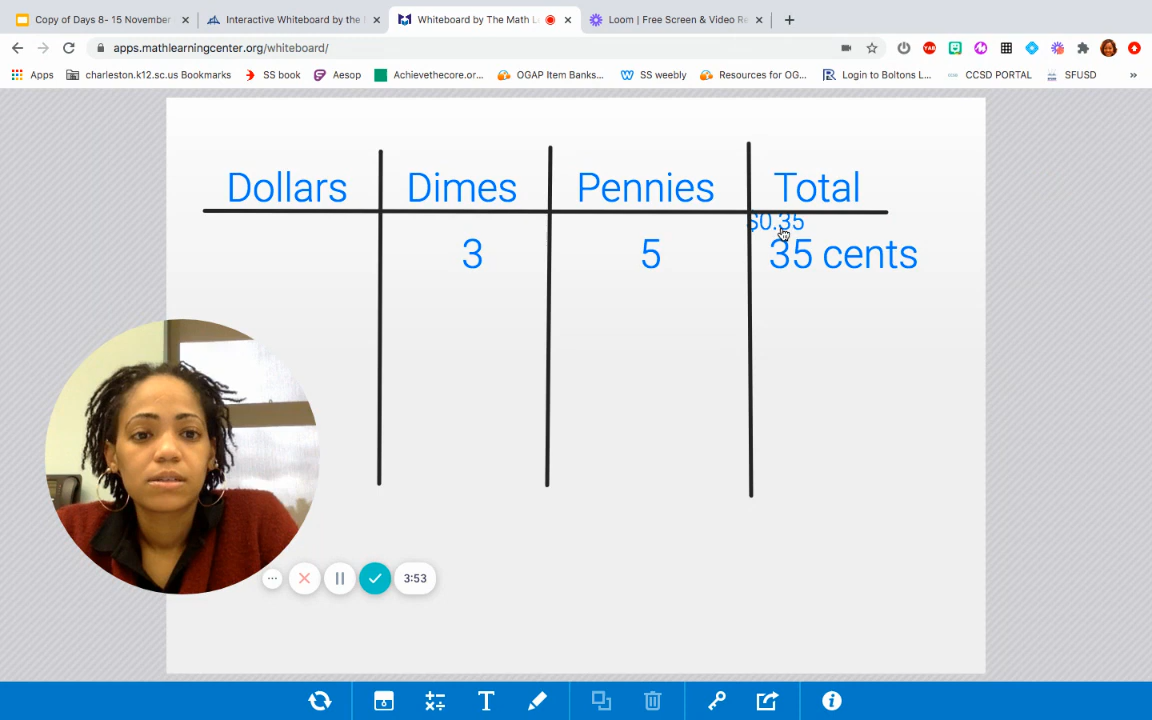 Copy of Days 8- 15 November
Interactive Whiteboard by the
Whiteboard by The Math L
Loom | Free Screen & Video Re
apps.mathlearningcenter.org/whiteboard/
Apps
charleston.k12.sc.us Bookmarks
SS book
Aesop
Achievethecore.or...
OGAP Item Banks...
SS weekly
Resources for OG...
Login to Boltons L...
CCSD PORTAL
SFUSD
Dollars Dimes Pennies Total
$0.35
3 5 35 cents
3:53